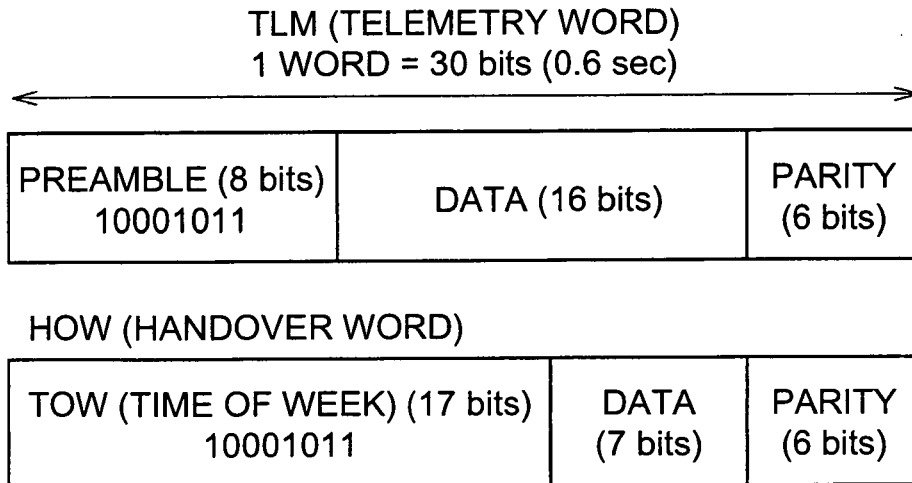 TLM (TELEMETRY WORD)
1 WORD = 30 bits (0.6 sec)
PREAMBLE (8 bits)
10001011
DATA (16 bits)
PARITY
(6 bits)
HOW (HANDOVER WORD)
TOW (TIME OF WEEK) (17 bits)
10001011
DATA
(7 bits)
PARITY
(6 bits)